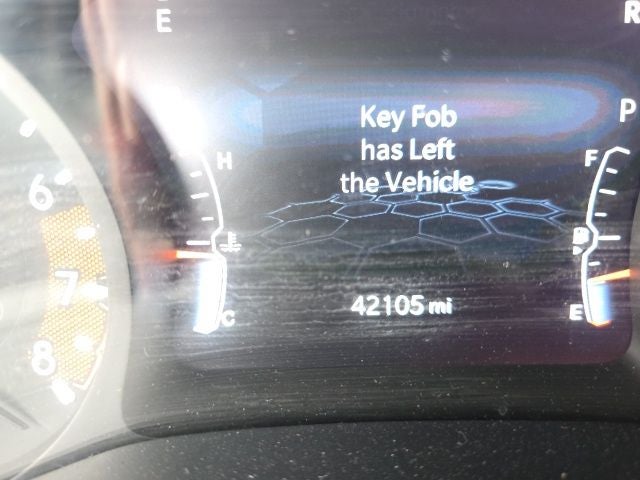 E
R
Key Fob
has Left
the Vehicle
P
H
F
6
7
8
42105 mi
C
E